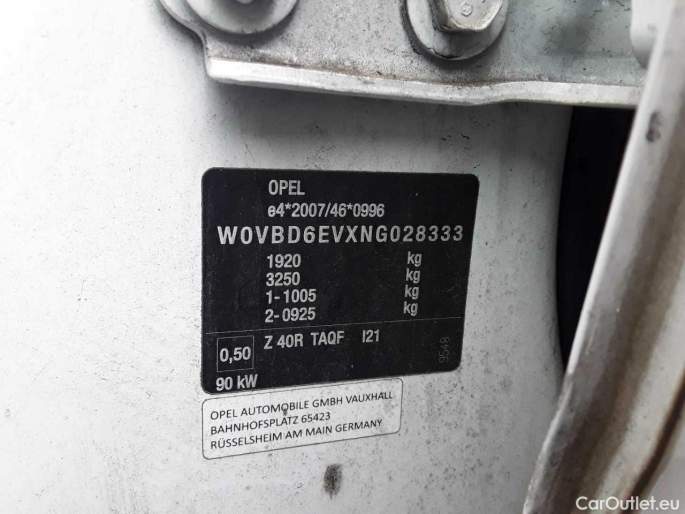 OPEL
e4*2007/46*0996
W0VBD6EVXNG028333
1920 kg
3250 kg
1-1005 kg
2-0925 kg
0,50 Z 40R TAQF I21
9548
90 kW
OPEL AUTOMOBILE GMBH VAUXHALL
BAHNHOFSPLATZ 65423
RÜSSELSHEIM AM MAIN GERMANY
CarOutlet.eu